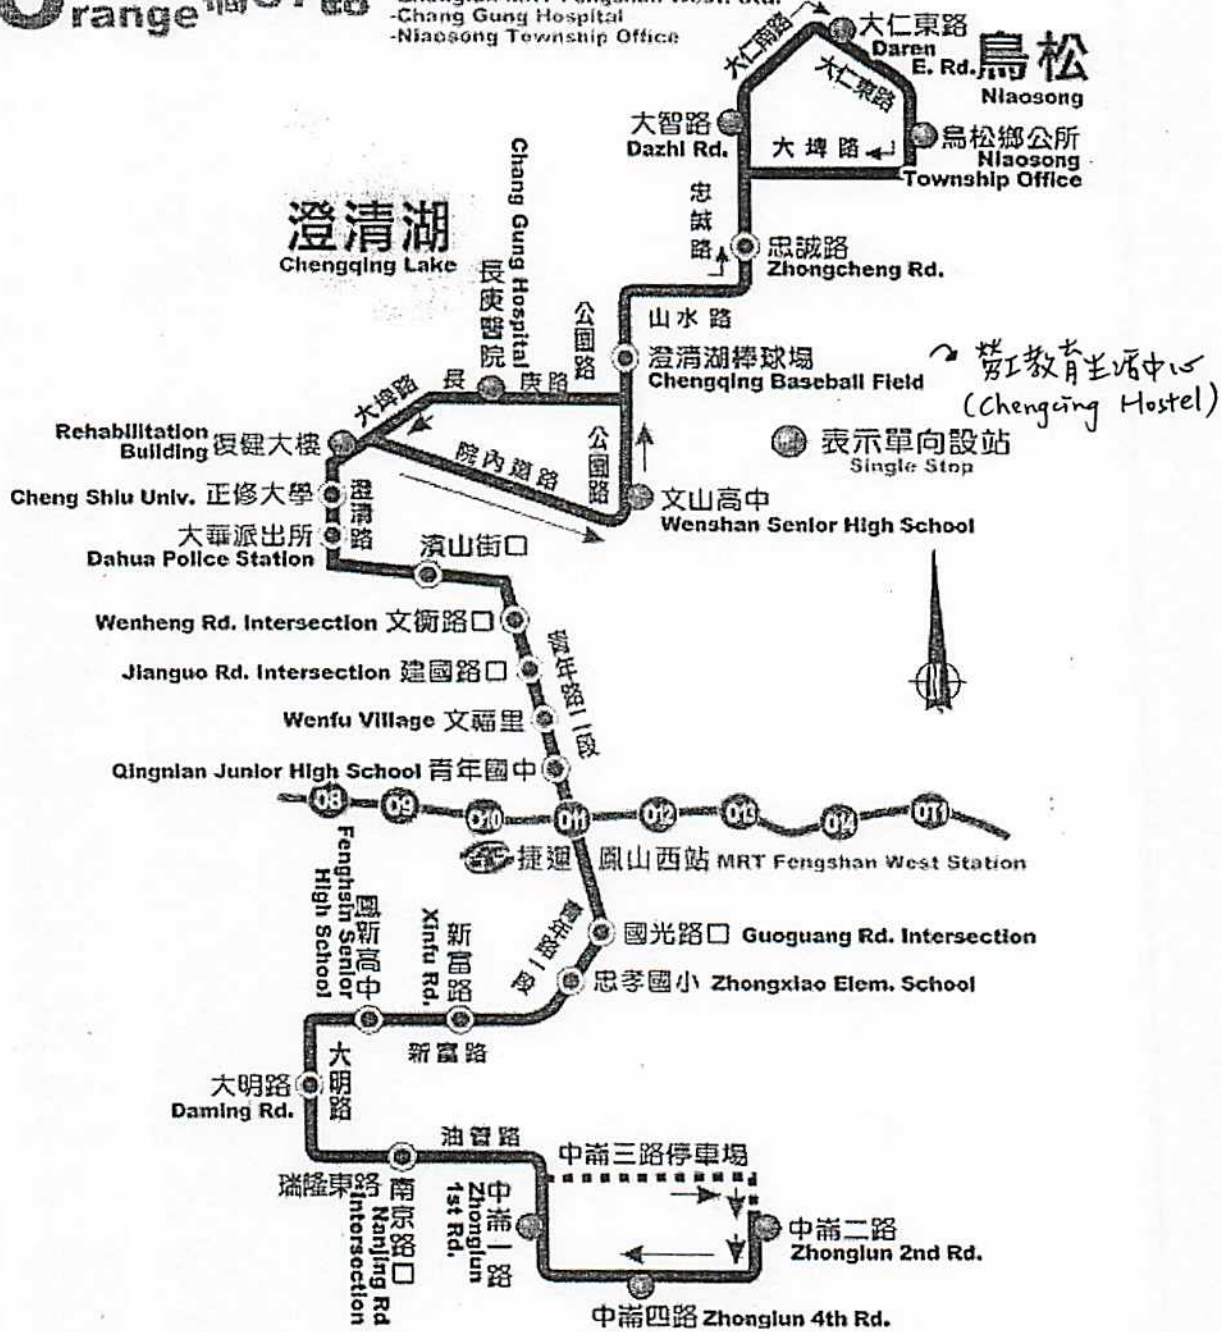 Orange
-Chang Gung Hospital
-Niaosong Township Office
大仁南路
大仁東路
Daren
E. Rd.
鳥松
Niaosong
大仁東路
大智路
Dazhi Rd.
大埤路
鳥松鄉公所
Niaosong
Township Office
忠誠路
忠誠路
Zhongcheng Rd.
澄清湖
Chengqing Lake
Chang Gung Hospital
長庚醫院
公園路
山水路
澄清湖棒球場
Chengqing Baseball Field
勞工教育生活中心
(Chengcing Hostel)
大埤路
長庚路
Rehabilitation
Building 復健大樓
院內道路
公園路
表示單向設站
Single Stop
Cheng Shiu Univ. 正修大學
澄清路
文山高中
Wenshan Senior High School
大華派出所
Dahua Police Station
濱山街口
Wenheng Rd. Intersection 文衡路口
Jianguo Rd. Intersection 建國路口
青年路二段
Wenfu Village 文福里
Qingnian Junior High School 青年國中
O8 O9 O10 O11 O12 O13 O14 OT1
捷運 鳳山西站 MRT Fengshan West Station
Fenghsin Senior
High School
鳳新高中
Xinfu Rd.
新富路
青年路一段
國光路口 Guoguang Rd. Intersection
忠孝國小 Zhongxiao Elem. School
新富路
大明路
Daming Rd.
大明路
油管路
中崙三路停車場
瑞隆東路
南京路口
Nanjing Rd
Intersection
Zhonglun
1st Rd.
中崙一路
中崙二路
Zhonglun 2nd Rd.
中崙四路 Zhonglun 4th Rd.